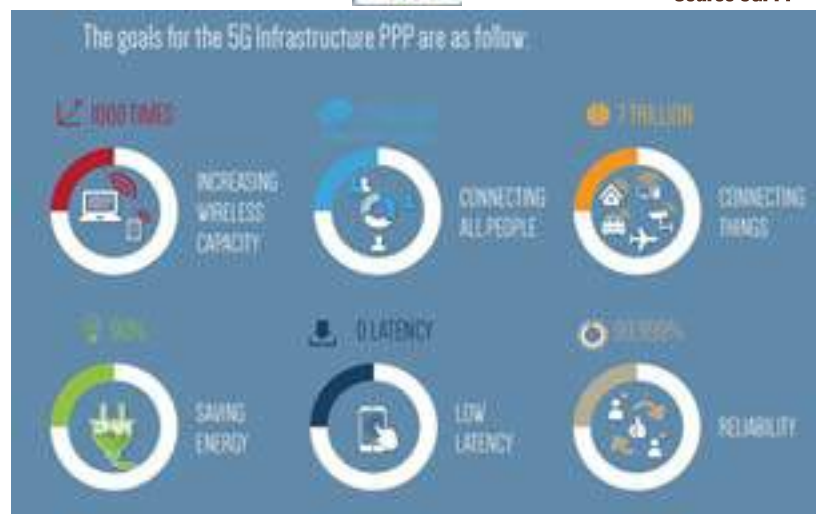 The goals for the 5G Infrastructure PPP are as follow:
1000 TIMES
INCREASING
WIRELESS
CAPACITY
CONNECTING
ALL PEOPLE
7 TRILLION
CONNECTING
THINGS
90%
SAVING
ENERGY
0 LATENCY
LOW
LATENCY
RELIABILITY